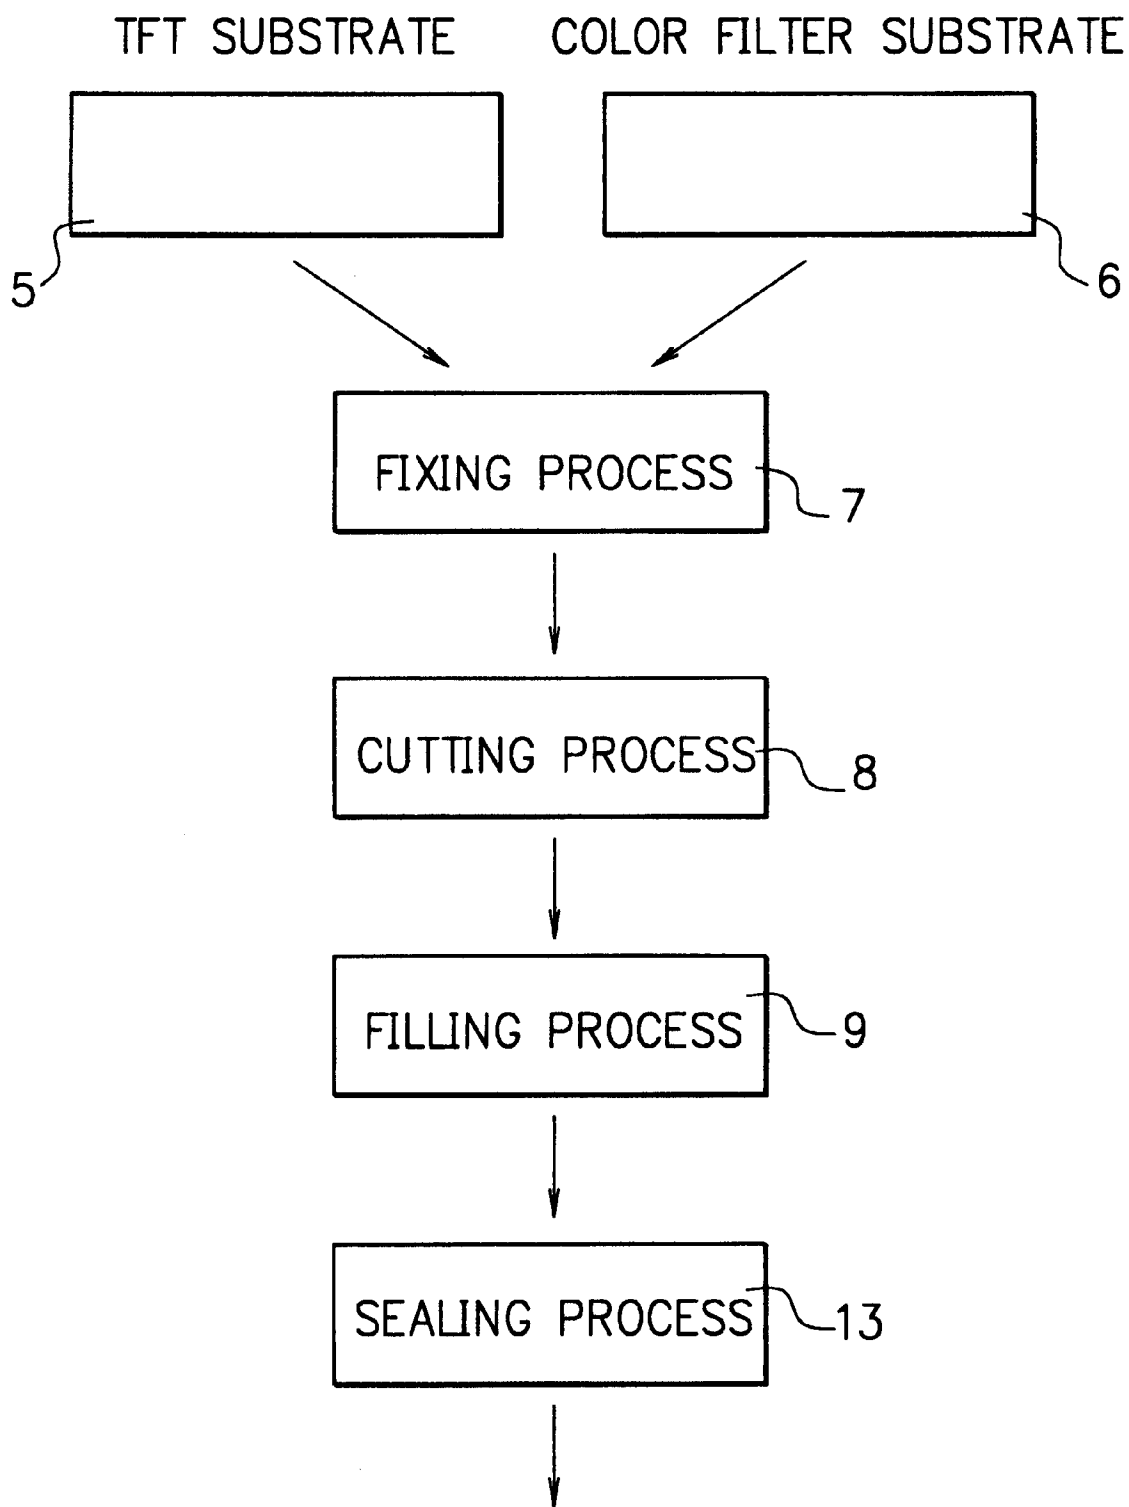 TFT SUBSTRATE
COLOR FILTER SUBSTRATE
5
6
FIXING PROCESS
7
CUTTING PROCESS
8
FILLING PROCESS
9
SEALING PROCESS
13